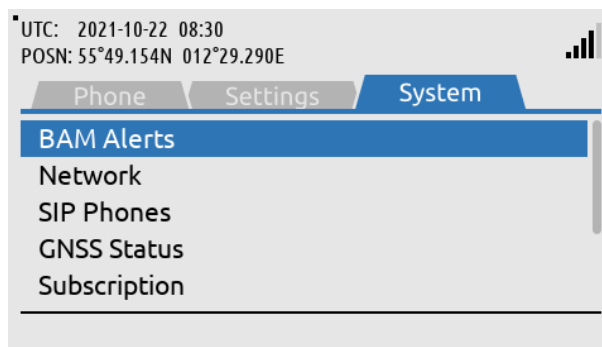 UTC: 2021-10-22 08:30
POSN: 55°49.154N 012°29.290E
Phone Settings System
BAM Alerts
Network
SIP Phones
GNSS Status
Subscription